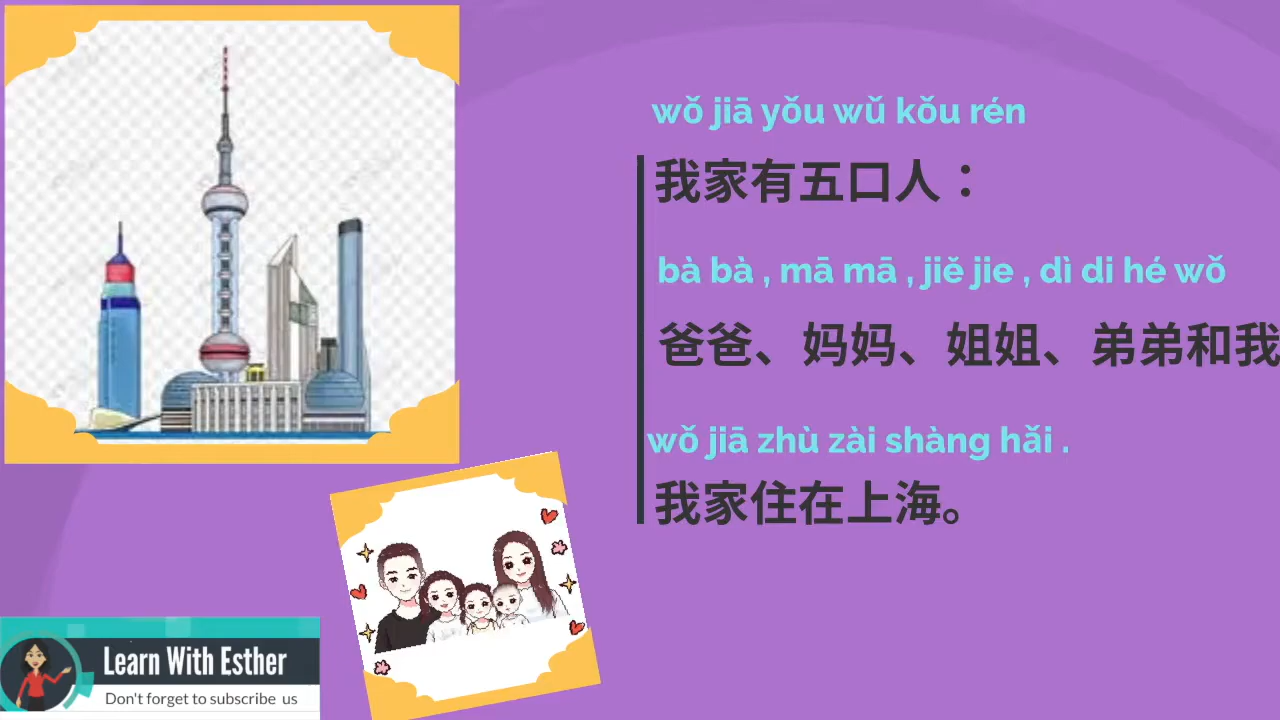 wǒ jiā yǒu wǔ kǒu rén
我家有五口人：
bà bà , mā mā , jiě jie , dì di hé wǒ
爸爸、妈妈、姐姐、弟弟和我
wǒ jiā zhù zài shàng hǎi .
我家住在上海。
Learn With Esther
Don't forget to subscribe us